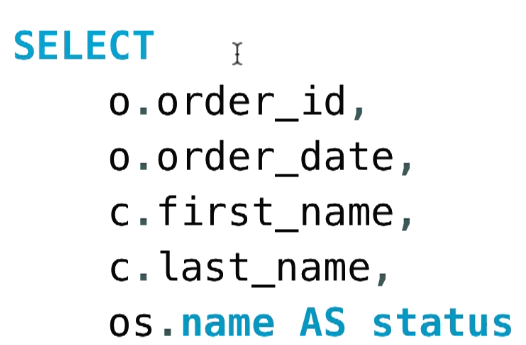 SELECT
o.order_id,
o.order_date,
c.first_name,
c.last_name,
os.name AS status